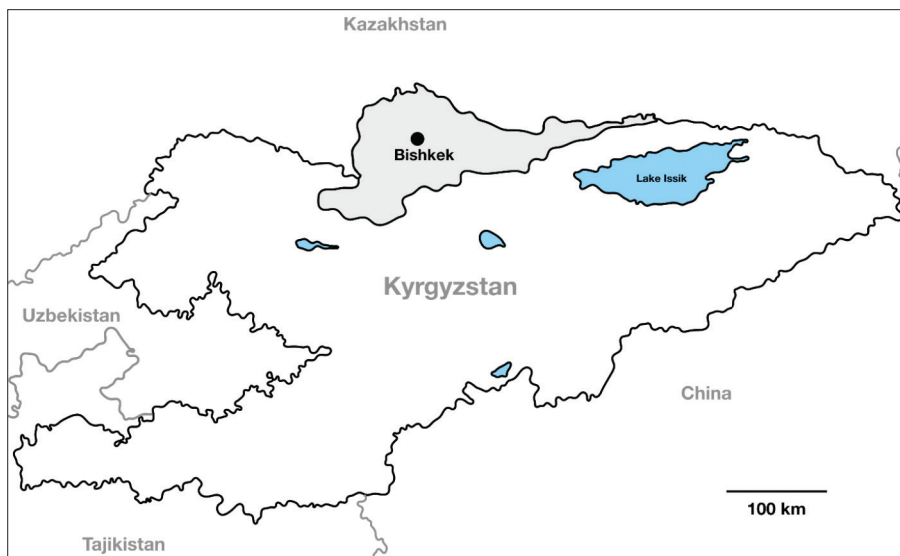 Kazakhstan
Bishkek
Lake Issik
Kyrgyzstan
Uzbekistan
China
100 km
Tajikistan